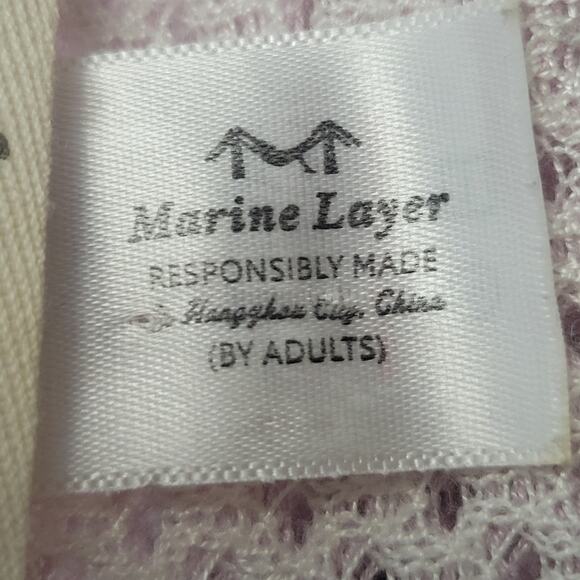 Marine Layer
RESPONSIBLY MADE
in Hangzhou City, China
(BY ADULTS)